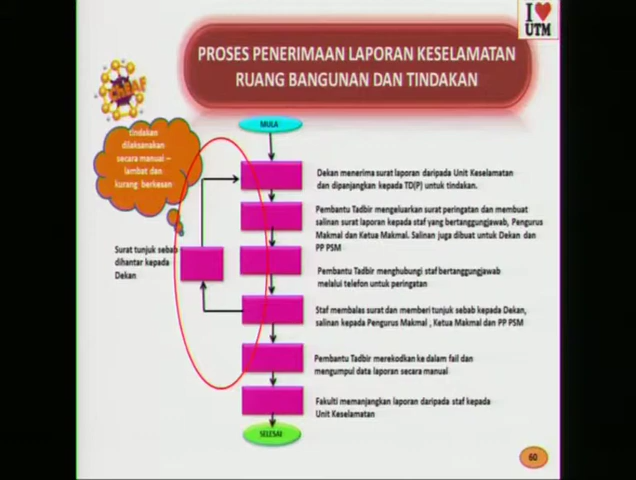 I
UTM
PROSES PENERIMAAN LAPORAN KESELAMATAN
RUANG BANGUNAN DAN TINDAKAN
ChEAF
MULA
tindakan
dilaksanakan
secara manual –
lambat dan
kurang berkesan
Dekan menerima surat laporan daripada Unit Keselamatan
dan dipanjangkan kepada TD(P) untuk tindakan.
Pembantu Tadbir mengeluarkan surat peringatan dan membuat
salinan surat laporan kepada staf yang bertanggungjawab, Pengurus
Makmal dan Ketua Makmal. Salinan juga dibuat untuk Dekan dan
PP PSM
Surat tunjuk sebab
dihantar kepada
Dekan
Pembantu Tadbir menghubungi staf bertanggungjawab
melalui telefon untuk peringatan
Staf membalas surat dan memberi tunjuk sebab kepada Dekan,
salinan kepada Pengurus Makmal , Ketua Makmal dan PP PSM
Pembantu Tadbir merekodkan ke dalam fail dan
mengumpul data laporan secara manual
Fakulti memanjangkan laporan daripada staf kepada
Unit Keselamatan
SELESAI
60